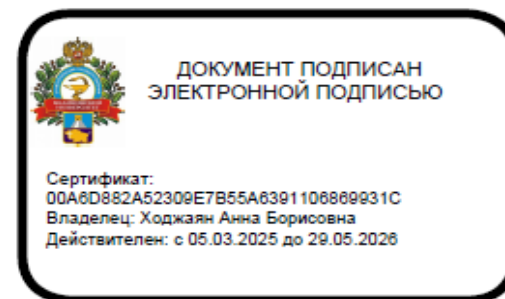 ДОКУМЕНТ ПОДПИСАН
ЭЛЕКТРОННОЙ ПОДПИСЬЮ
Сертификат:
00A6D882A52309E7B55A6391106869931C
Владелец: Ходжаян Анна Борисовна
Действителен: с 05.03.2025 до 29.05.2026